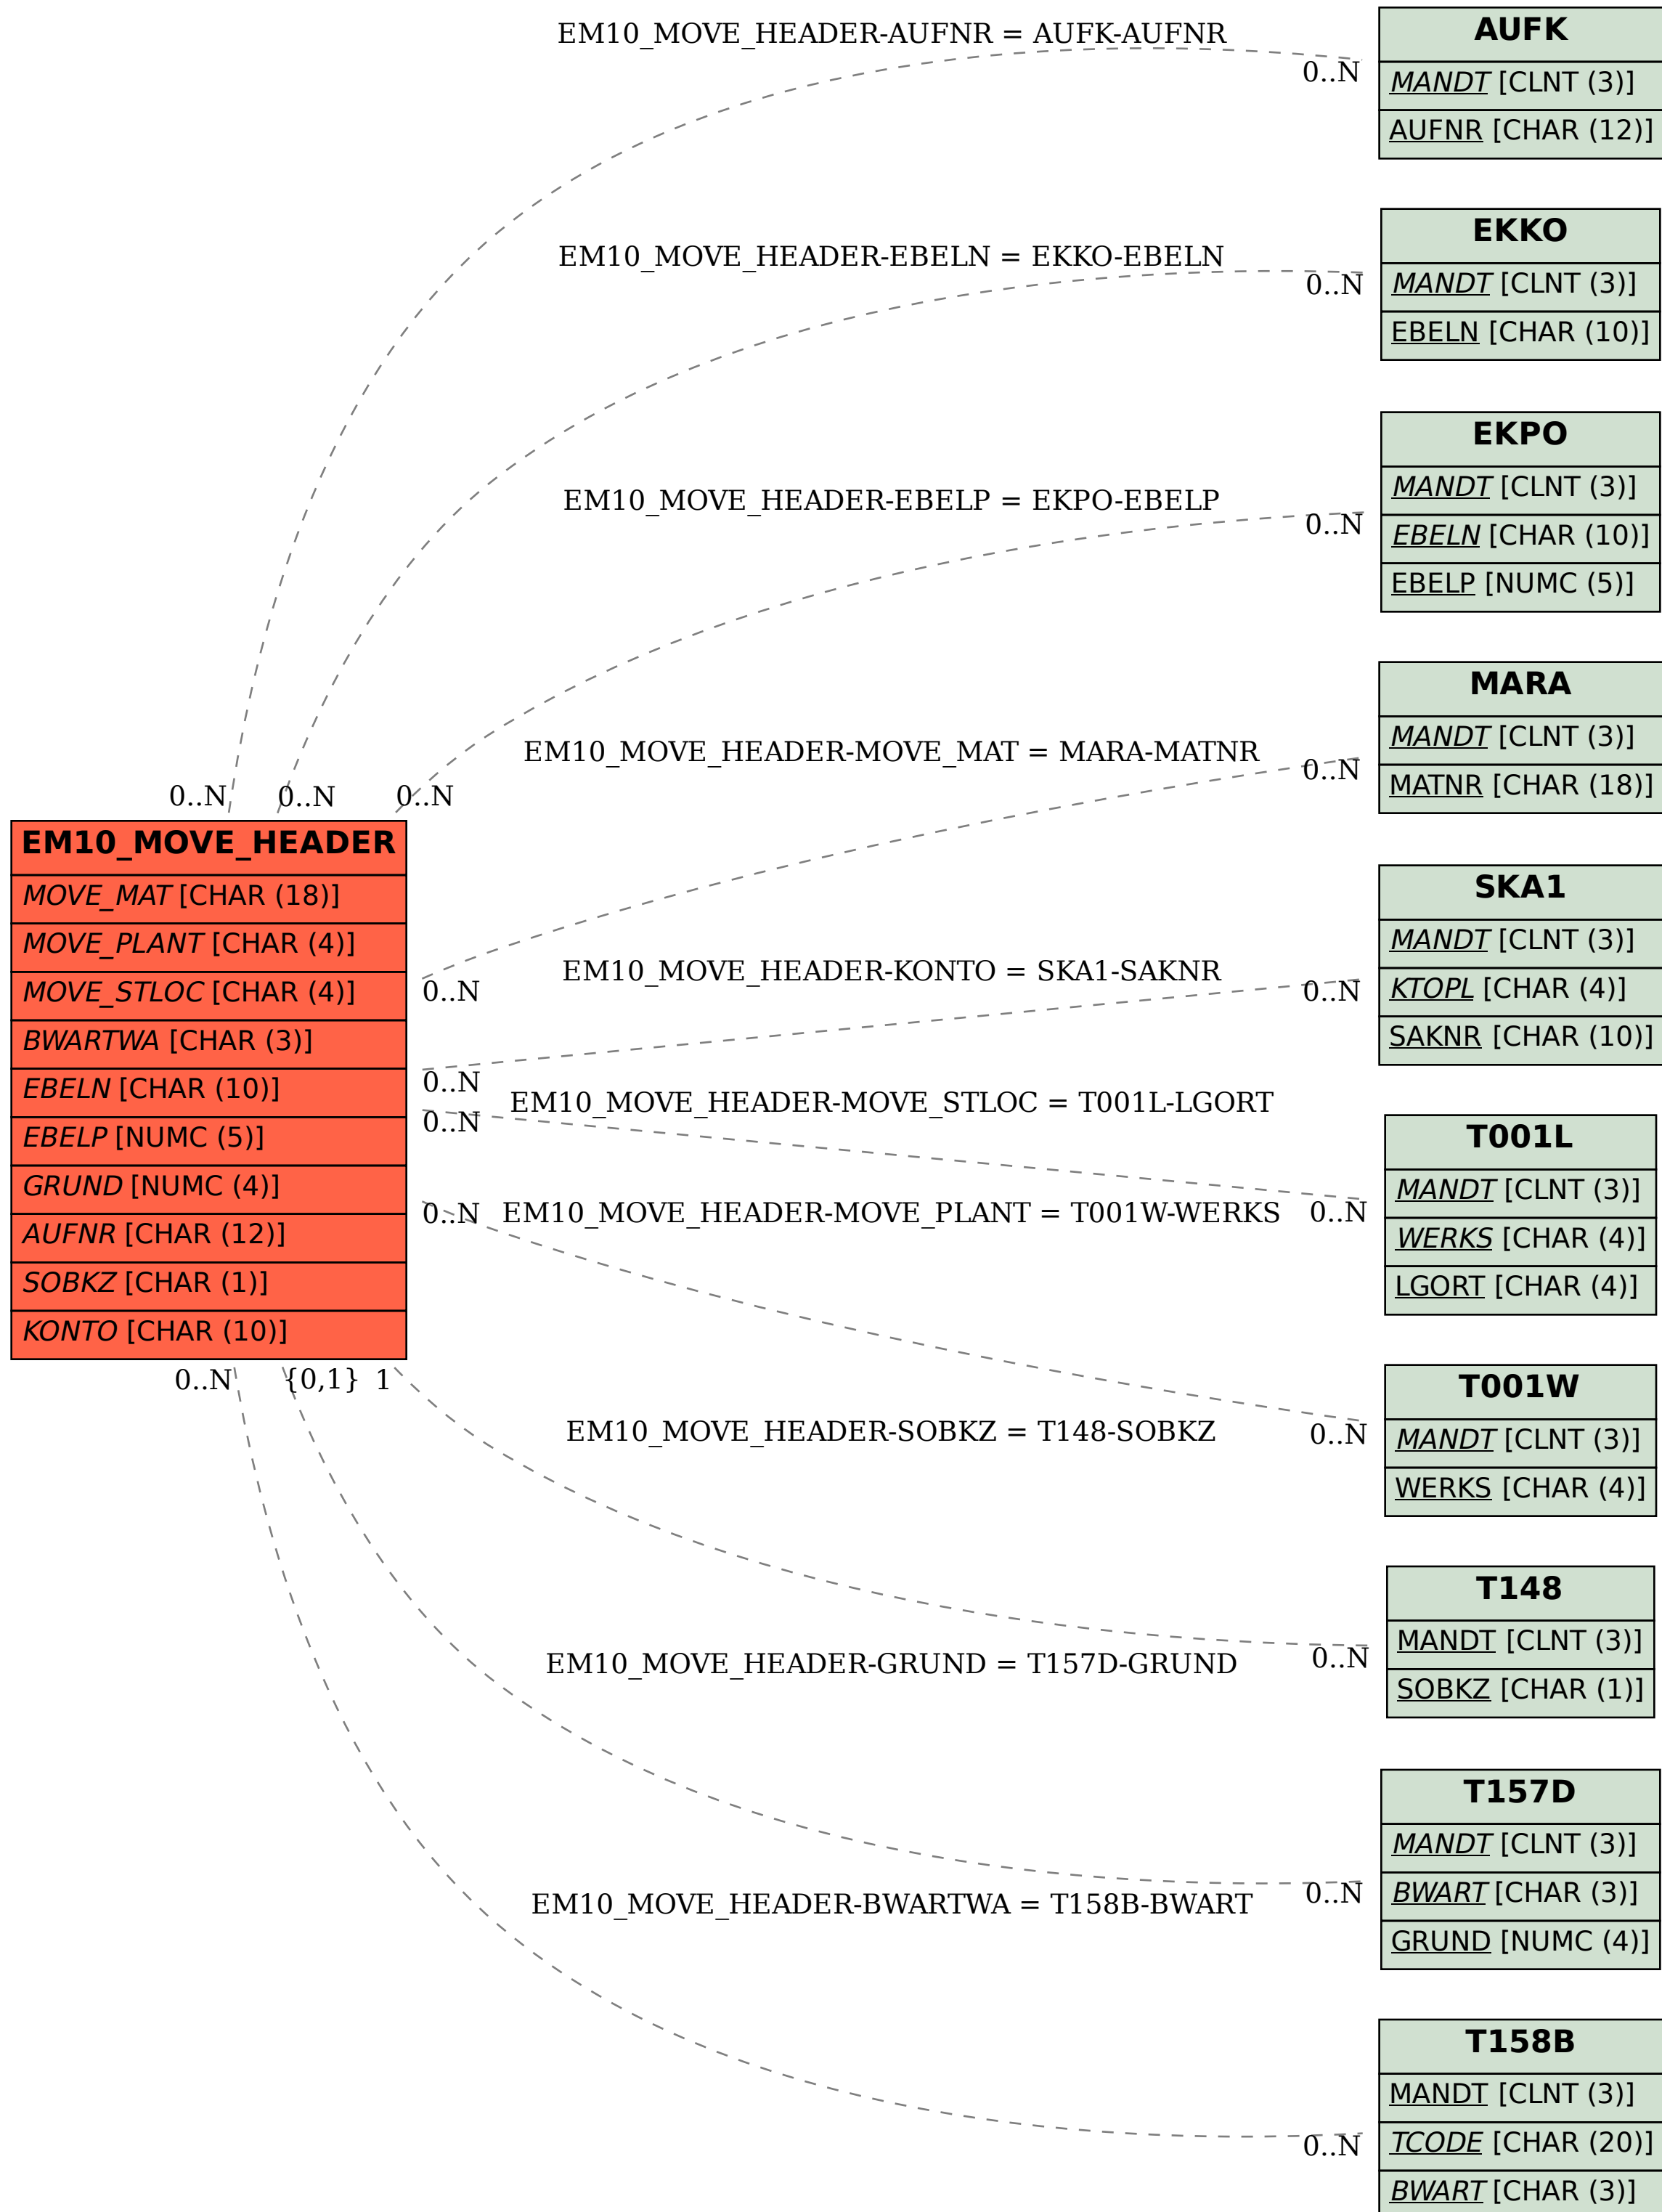 EM10_MOVE_HEADER-AUFNR = AUFK-AUFNR
0..N
AUFK
MANDT [CLNT (3)]
AUFNR [CHAR (12)]
EM10_MOVE_HEADER-EBELN = EKKO-EBELN
0..N
EKKO
MANDT [CLNT (3)]
EBELN [CHAR (10)]
EM10_MOVE_HEADER-EBELP = EKPO-EBELP
0..N
EKPO
MANDT [CLNT (3)]
EBELN [CHAR (10)]
EBELP [NUMC (5)]
EM10_MOVE_HEADER-MOVE_MAT = MARA-MATNR
0..N
MARA
MANDT [CLNT (3)]
MATNR [CHAR (18)]
0..N
0..N
0..N
EM10_MOVE_HEADER
MOVE_MAT [CHAR (18)]
MOVE_PLANT [CHAR (4)]
MOVE_STLOC [CHAR (4)]
BWARTWA [CHAR (3)]
EBELN [CHAR (10)]
EBELP [NUMC (5)]
GRUND [NUMC (4)]
AUFNR [CHAR (12)]
SOBKZ [CHAR (1)]
KONTO [CHAR (10)]
0..N
EM10_MOVE_HEADER-KONTO = SKA1-SAKNR
0..N
SKA1
MANDT [CLNT (3)]
KTOPL [CHAR (4)]
SAKNR [CHAR (10)]
0..N
0..N
EM10_MOVE_HEADER-MOVE_STLOC = T001L-LGORT
T001L
MANDT [CLNT (3)]
WERKS [CHAR (4)]
LGORT [CHAR (4)]
0..N
EM10_MOVE_HEADER-MOVE_PLANT = T001W-WERKS
0..N
0..N
{0,1}
1
EM10_MOVE_HEADER-SOBKZ = T148-SOBKZ
0..N
T001W
MANDT [CLNT (3)]
WERKS [CHAR (4)]
T148
MANDT [CLNT (3)]
SOBKZ [CHAR (1)]
EM10_MOVE_HEADER-GRUND = T157D-GRUND
0..N
T157D
MANDT [CLNT (3)]
BWART [CHAR (3)]
GRUND [NUMC (4)]
EM10_MOVE_HEADER-BWARTWA = T158B-BWART
0..N
T158B
MANDT [CLNT (3)]
TCODE [CHAR (20)]
BWART [CHAR (3)]
0..N